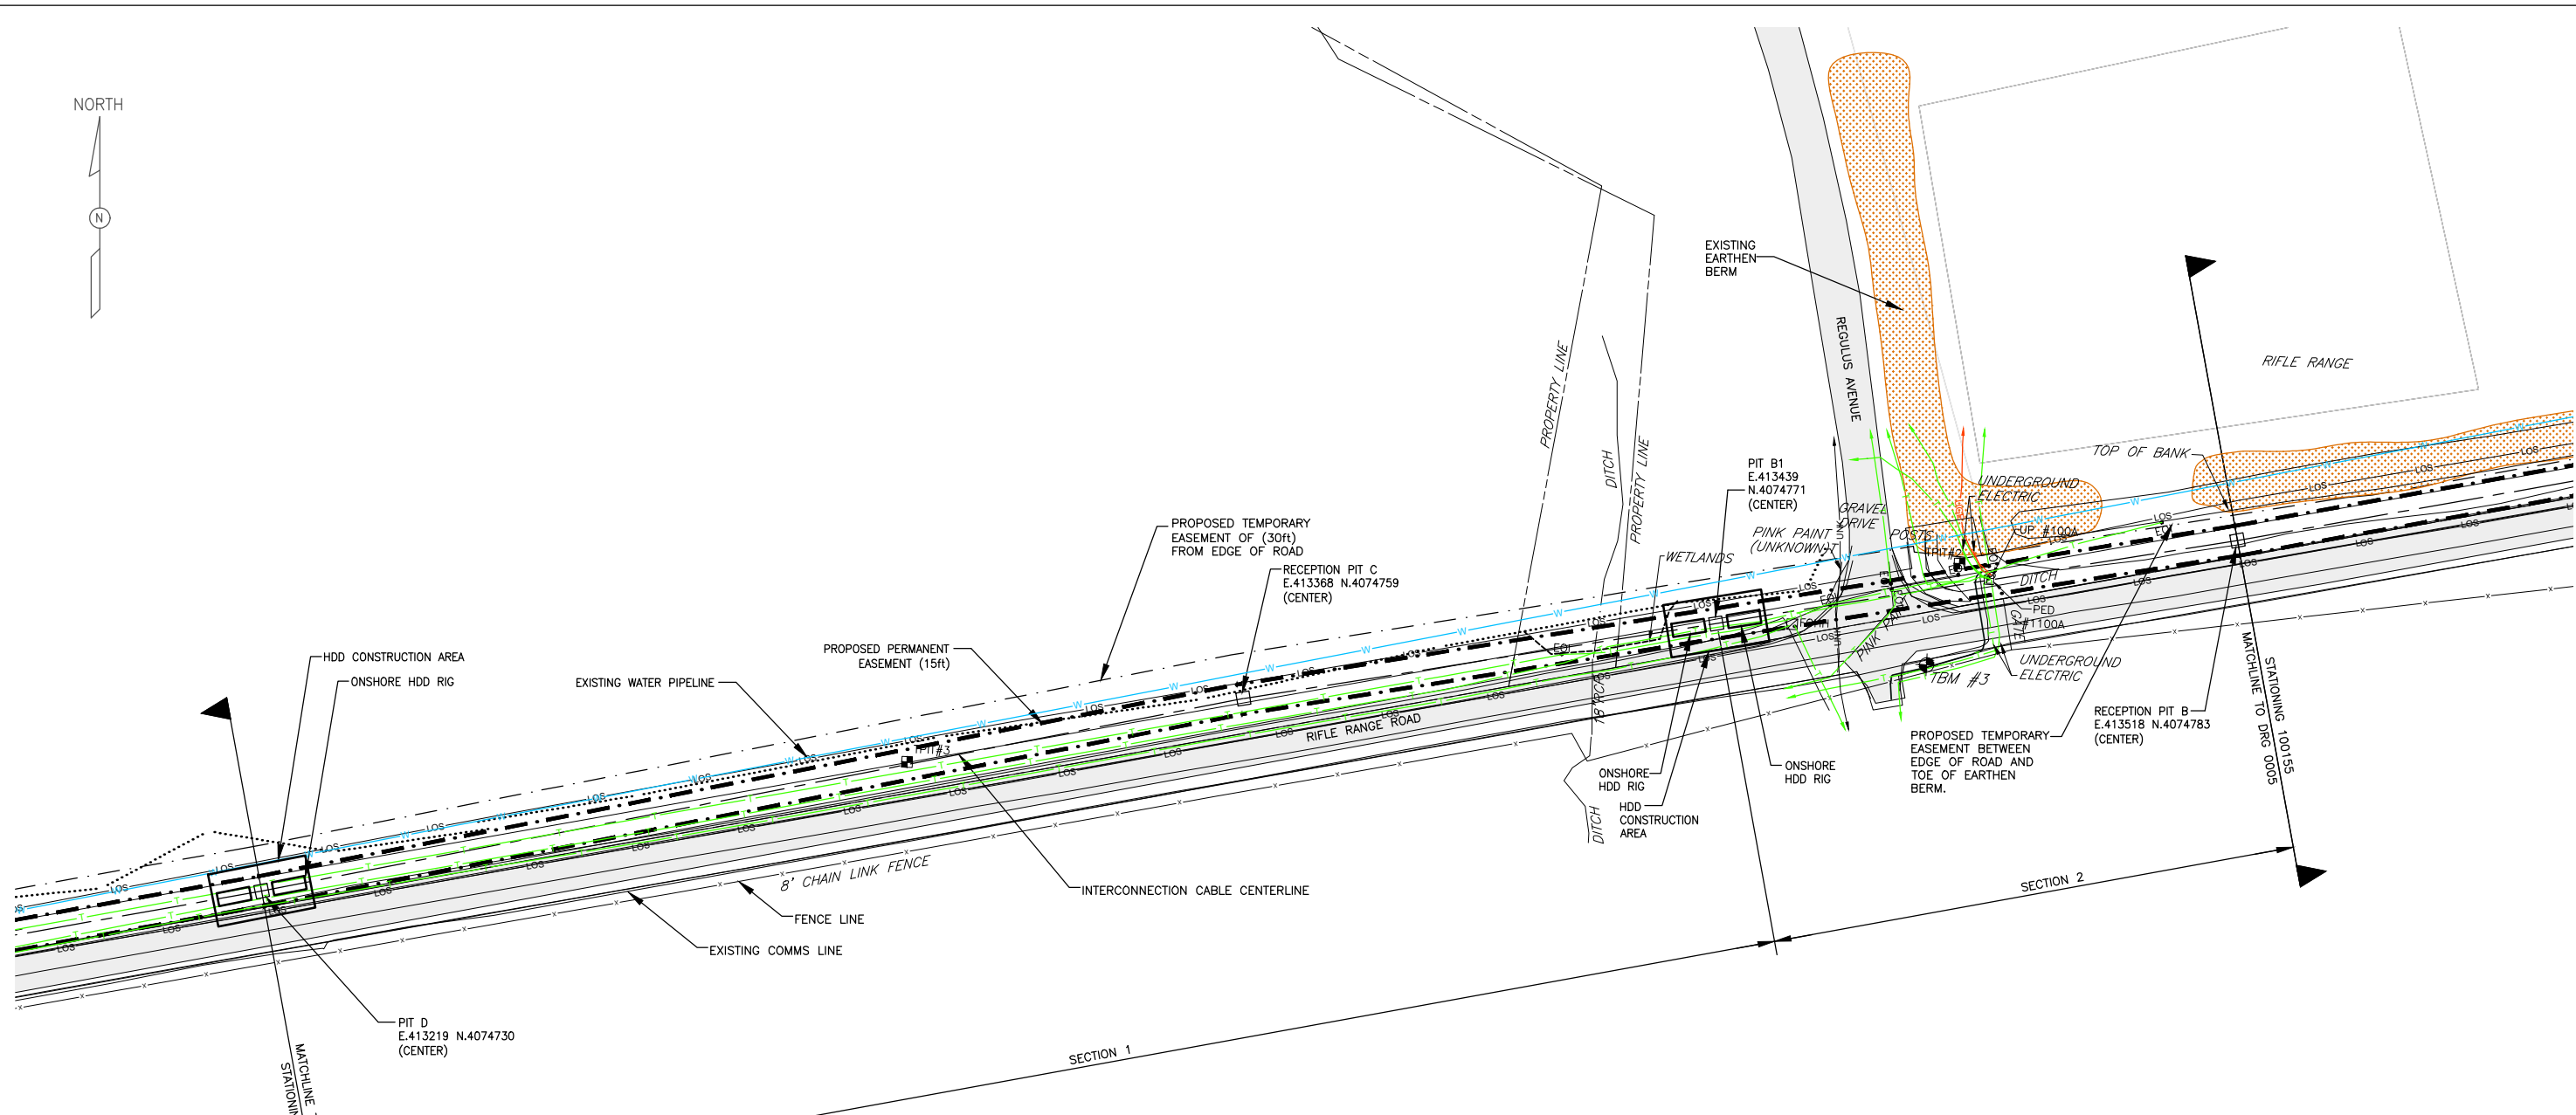 NORTH
N
EXISTING
EARTHEN
BERM
REGULUS AVENUE
RIFLE RANGE
PROPERTY LINE
DITCH
PROPERTY LINE
TOP OF BANK
PIT B1
E.413439
N.4074771
(CENTER)
UNDERGROUND
ELECTRIC
GRAVEL
DRIVE
PINK PAINT
(UNKNOWN)
POSTS
UP #100A
TPIT#2
WETLANDS
PROPOSED TEMPORARY
EASEMENT OF (30ft)
FROM EDGE OF ROAD
RECEPTION PIT C
E.413368 N.4074759
(CENTER)
DITCH
PED
#1100A
GATE
UNDERGROUND
ELECTRIC
TBM #3
PROPOSED PERMANENT
EASEMENT (15ft)
HDD CONSTRUCTION AREA
ONSHORE HDD RIG
EXISTING WATER PIPELINE
TPIT#3
RIFLE RANGE ROAD
18"RCP
RECEPTION PIT B
E.413518 N.4074783
(CENTER)
STATIONING 100155
MATCHLINE TO DRG 0005
PROPOSED TEMPORARY
EASEMENT BETWEEN
EDGE OF ROAD AND
TOE OF EARTHEN
BERM.
ONSHORE
HDD RIG
ONSHORE
HDD RIG
HDD
CONSTRUCTION
AREA
DITCH
8' CHAIN LINK FENCE
INTERCONNECTION CABLE CENTERLINE
FENCE LINE
EXISTING COMMS LINE
SECTION 2
PIT D
E.413219 N.4074730
(CENTER)
SECTION 1
MATCHLINE